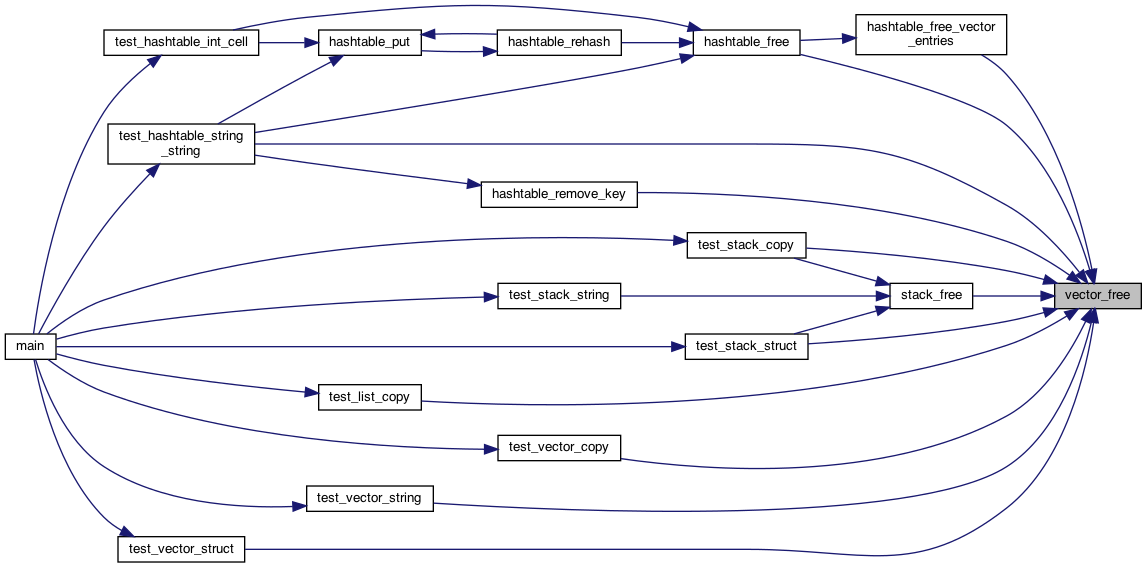 hashtable_free_vector
_entries
test_hashtable_int_cell
hashtable_put
hashtable_rehash
hashtable_free
test_hashtable_string
_string
hashtable_remove_key
test_stack_copy
test_stack_string
stack_free
vector_free
main
test_stack_struct
test_list_copy
test_vector_copy
test_vector_string
test_vector_struct